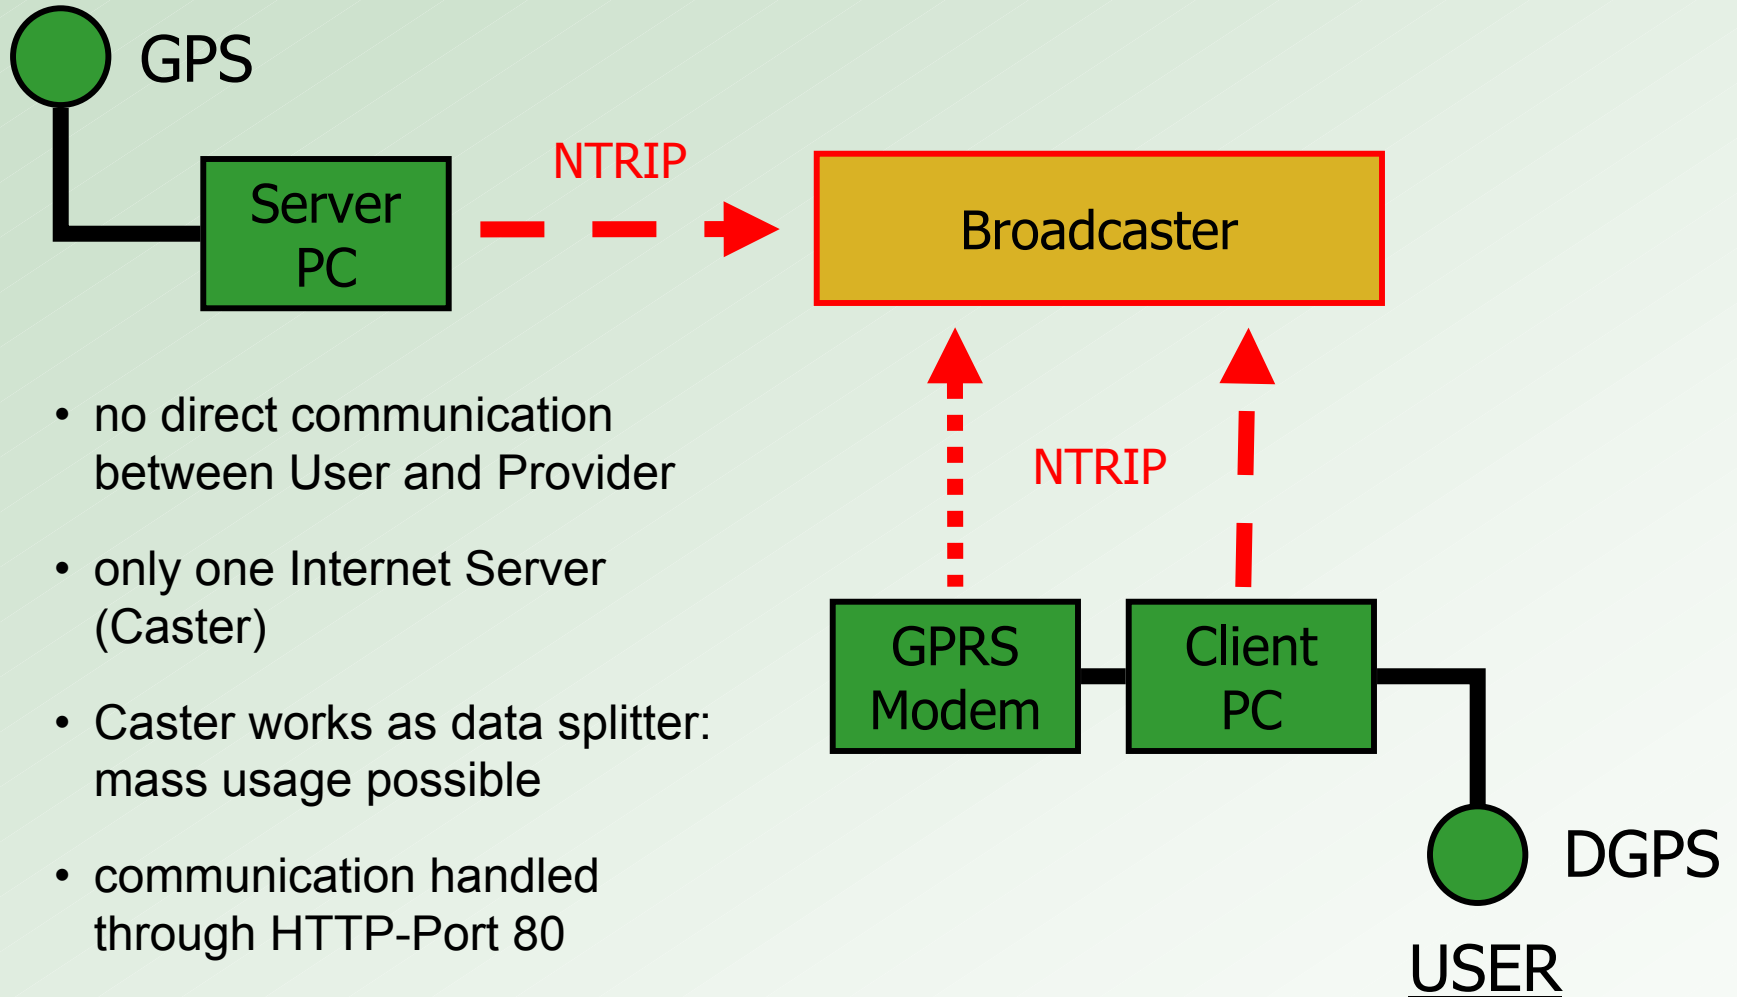 GPS
NTRIP
Server
PC
Broadcaster
• no direct communication
between User and Provider
NTRIP
• only one Internet Server
(Caster)
GPRS
Modem
Client
PC
• Caster works as data splitter:
mass usage possible
DGPS
• communication handled
through HTTP-Port 80
USER